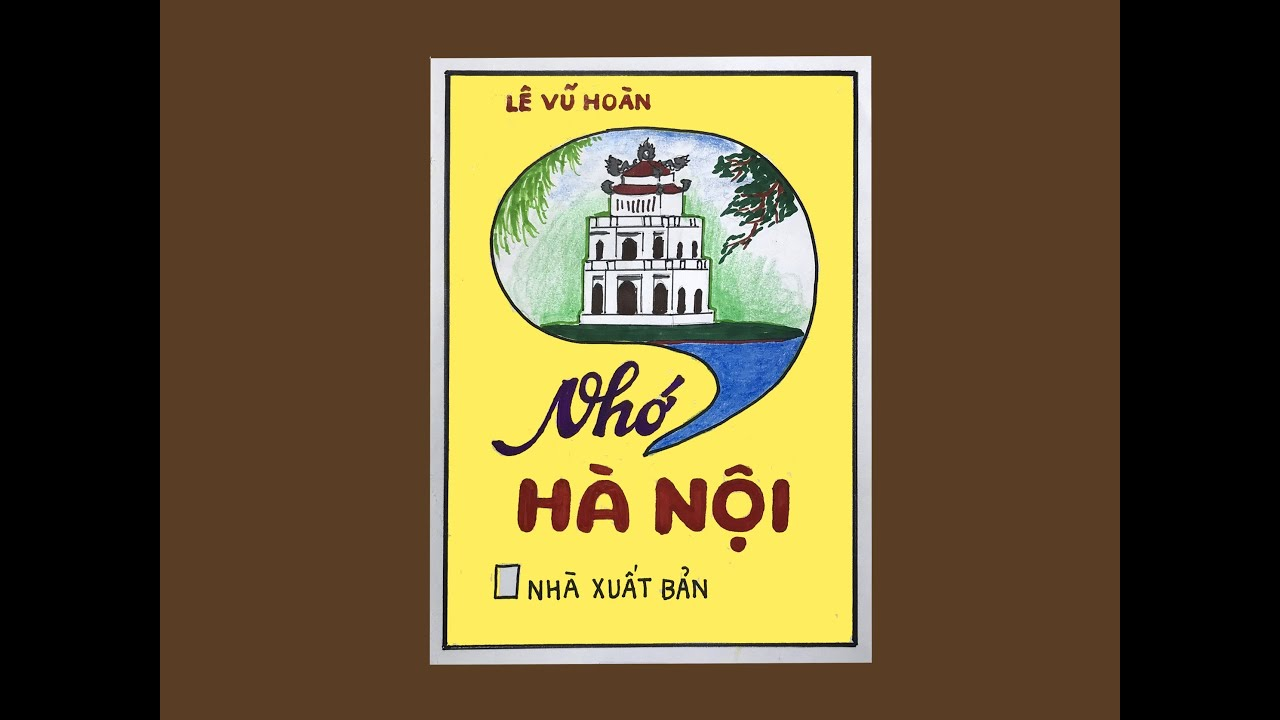 LÊ VŨ HOÀN
Nhớ
HÀ NỘI
NHÀ XUẤT BẢN